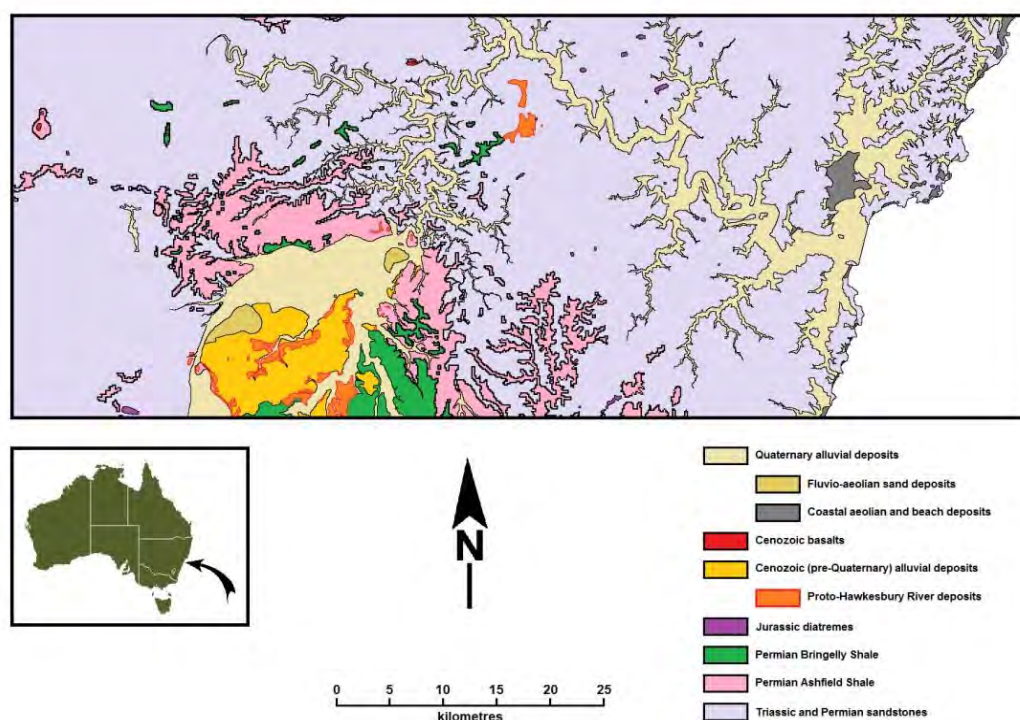 Quaternary alluvial deposits
Fluvio-aeolian sand deposits
Coastal aeolian and beach deposits
Cenozoic basalts
Cenozoic (pre-Quaternary) alluvial deposits
Proto-Hawkesbury River deposits
Jurassic diatremes
Permian Bringelly Shale
Permian Ashfield Shale
Triassic and Permian sandstones
N
0 5 10 15 20 25
kilometres